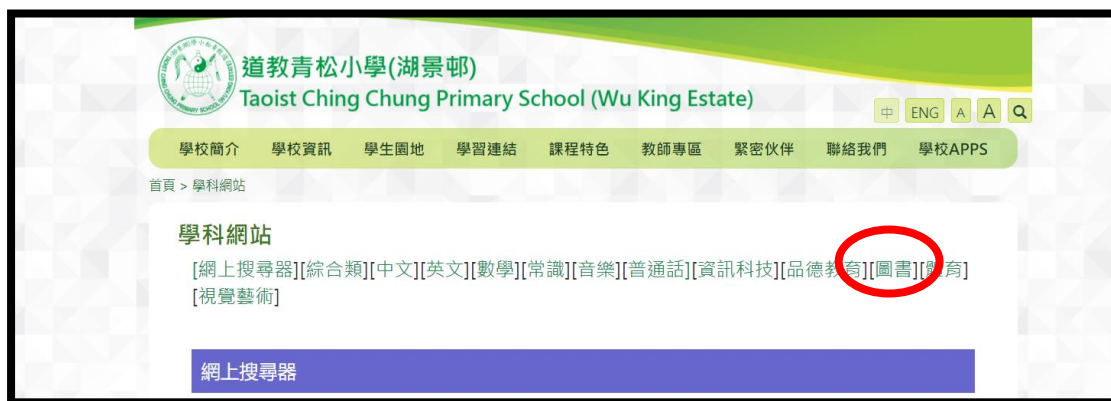 道教青松小學(湖景邨)
Taoist Ching Chung Primary School (Wu King Estate)
中 ENG A A
學校簡介 學校資訊 學生園地 學習連結 課程特色 教師專區 緊密伙伴 聯絡我們 學校APPS
首頁 > 學科網站
學科網站
[網上搜尋器][綜合類][中文][英文][數學][常識][音樂][普通話][資訊科技][品德教育][圖書][體育]
[視覺藝術]
網上搜尋器